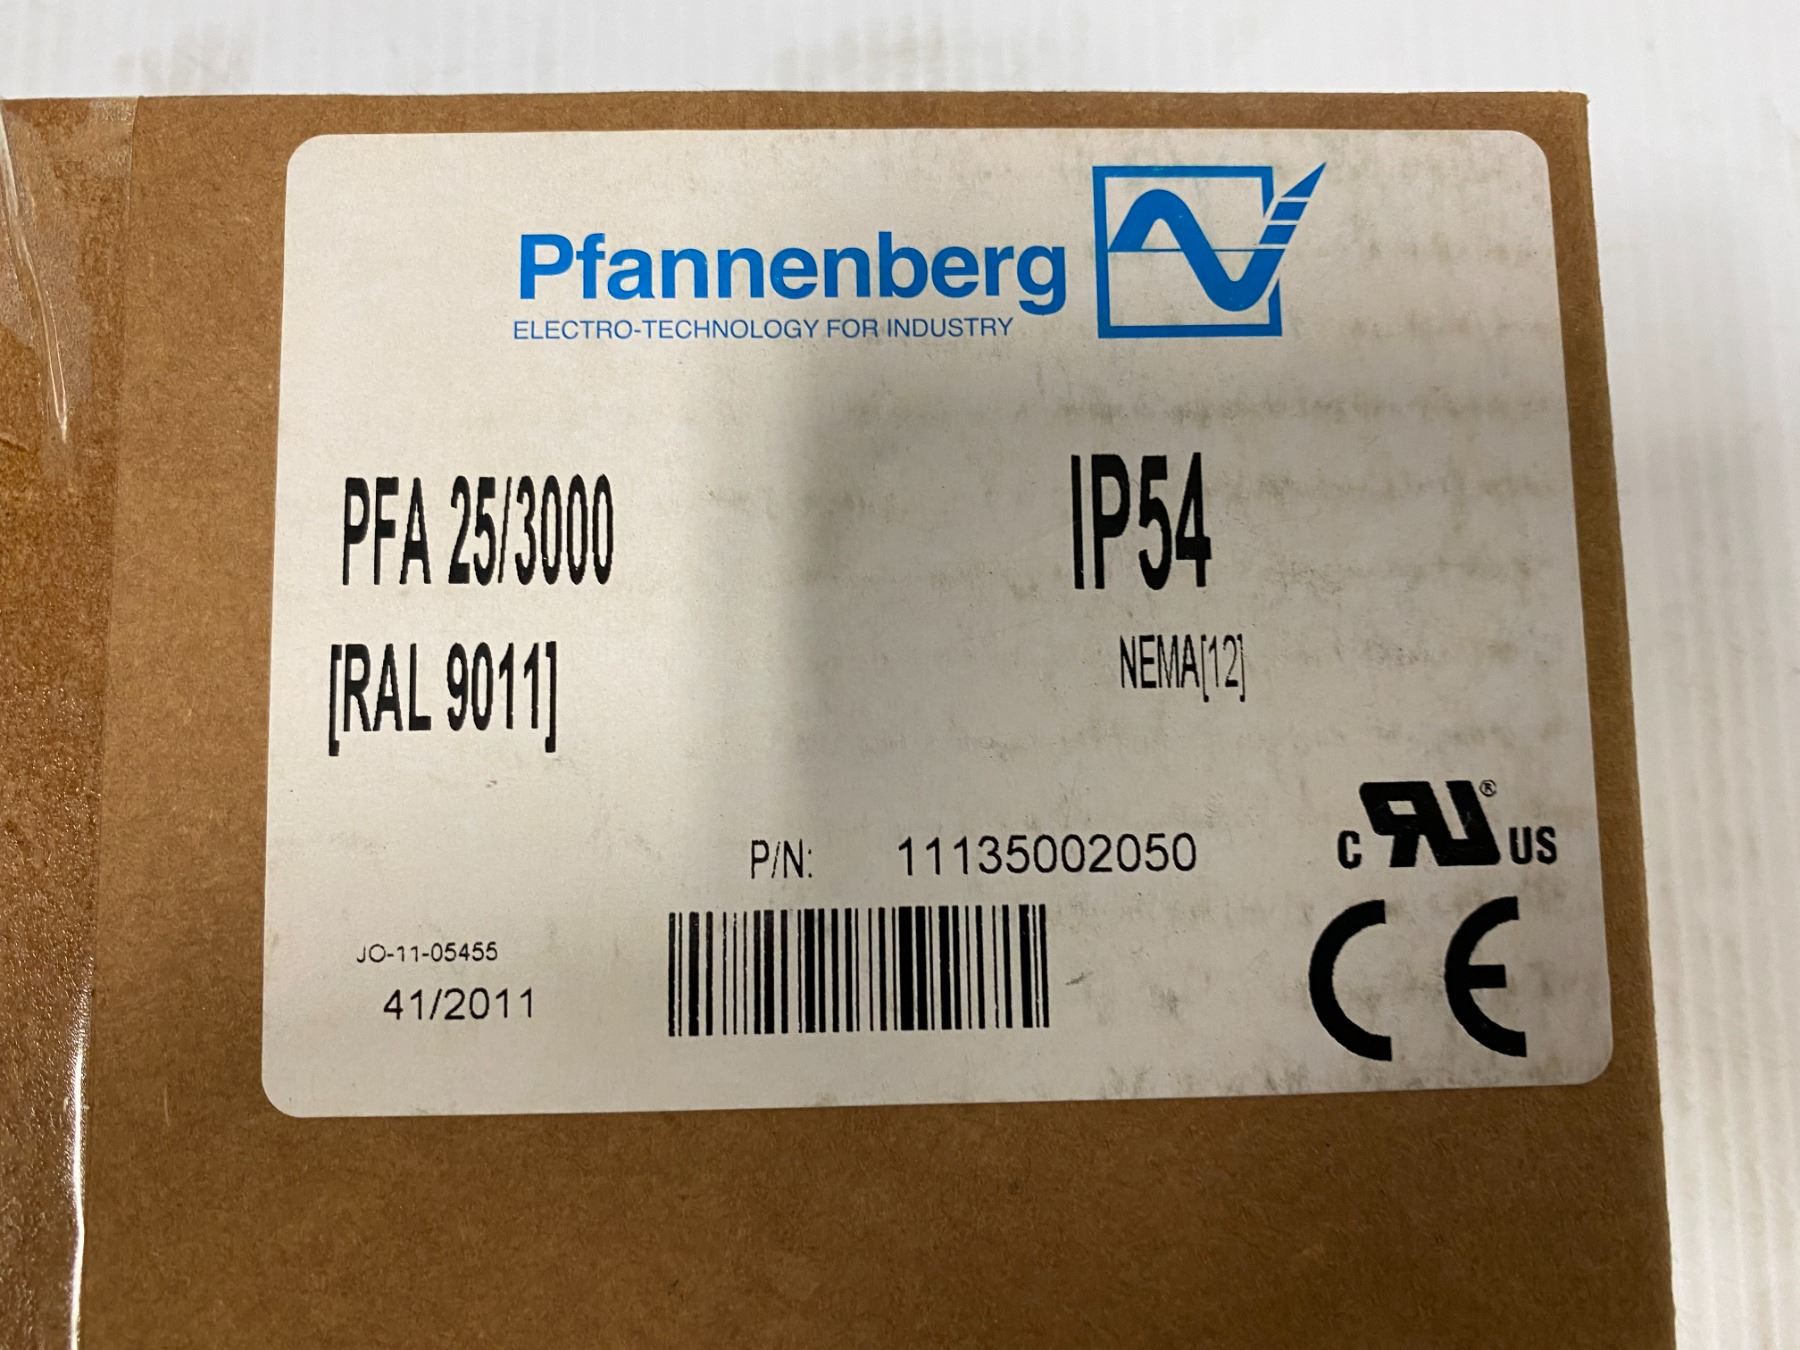 Pfannenberg
ELECTRO-TECHNOLOGY FOR INDUSTRY
PFA 25/3000
IP54
[RAL 9011]
NEMA[12]
P/N: 11135002050
C RU® US
JO-11-05455
41/2011
CE